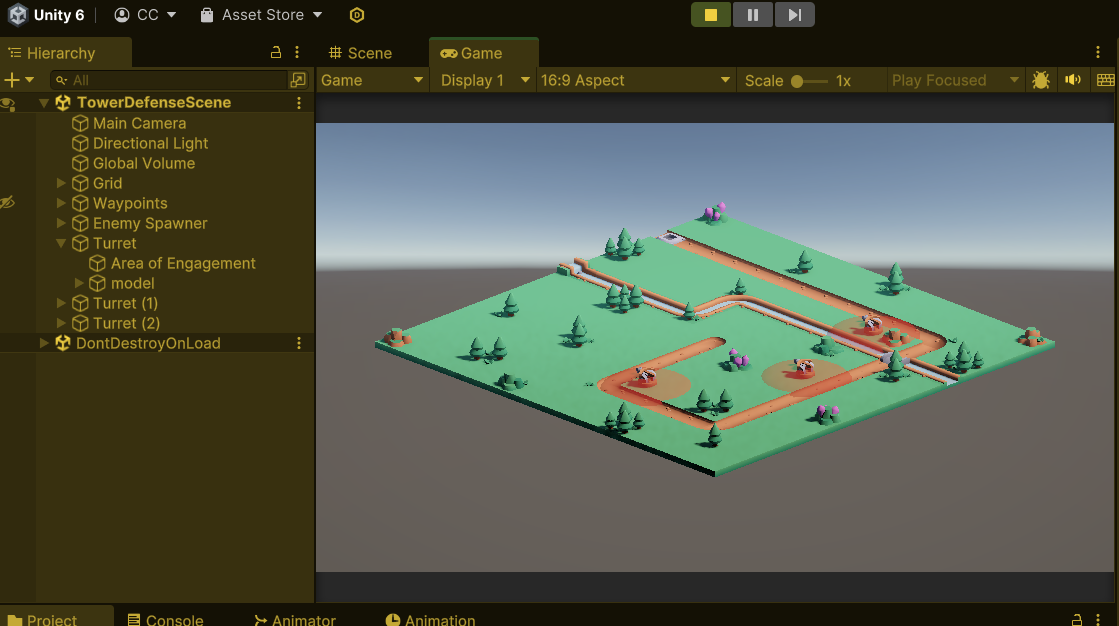 Unity 6 CC Asset Store
Hierarchy Scene Game
All Game Display 1 16:9 Aspect Scale 1x Play Focused
TowerDefenseScene
Main Camera
Directional Light
Global Volume
Grid
Waypoints
Enemy Spawner
Turret
Area of Engagement
model
Turret (1)
Turret (2)
DontDestroyOnLoad
Project Console Animator Animation